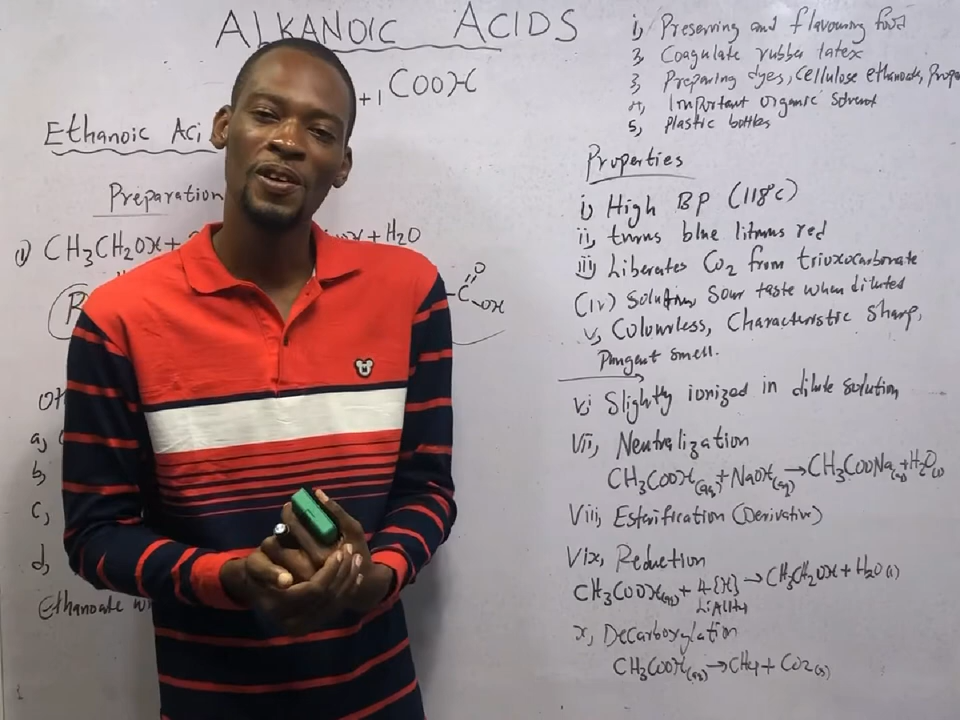 ALKANOIC ACIDS
+1 COOH
Ethanoic Aci
Preparation
(1) CH3CH2OH +
+ H2O
R
C
O
OH
OH
a,
b,
c,
d,
Ethanoate
i, Preserving and flavouring food
2, Coagulate rubber latex
3, Preparing dyes, Cellulose ethanoate, Propa
4, Important organic solvent
5, Plastic bottles
Properties
i, High BP (118°c)
ii, turns blue litmus red
iii, Liberates CO2 from trioxocarbonate
(iv) Solution, Sour taste when diluted
v, Colourless, Characteristic Sharp,
Pungent smell.
vi Slightly ionized in dilute solution
Vii, Neutralization
CH3COOH(aq) + NaOH(aq) → CH3COONa(aq) + H2O(l)
Viii, Esterification (Derivative)
Vix, Reduction
CH3COOH(aq) + 4[H] → CH3CH2OH + H2O(l)
LiAlH4
x, Decarboxylation
CH3COOH(aq) → CH4 + CO2(g)